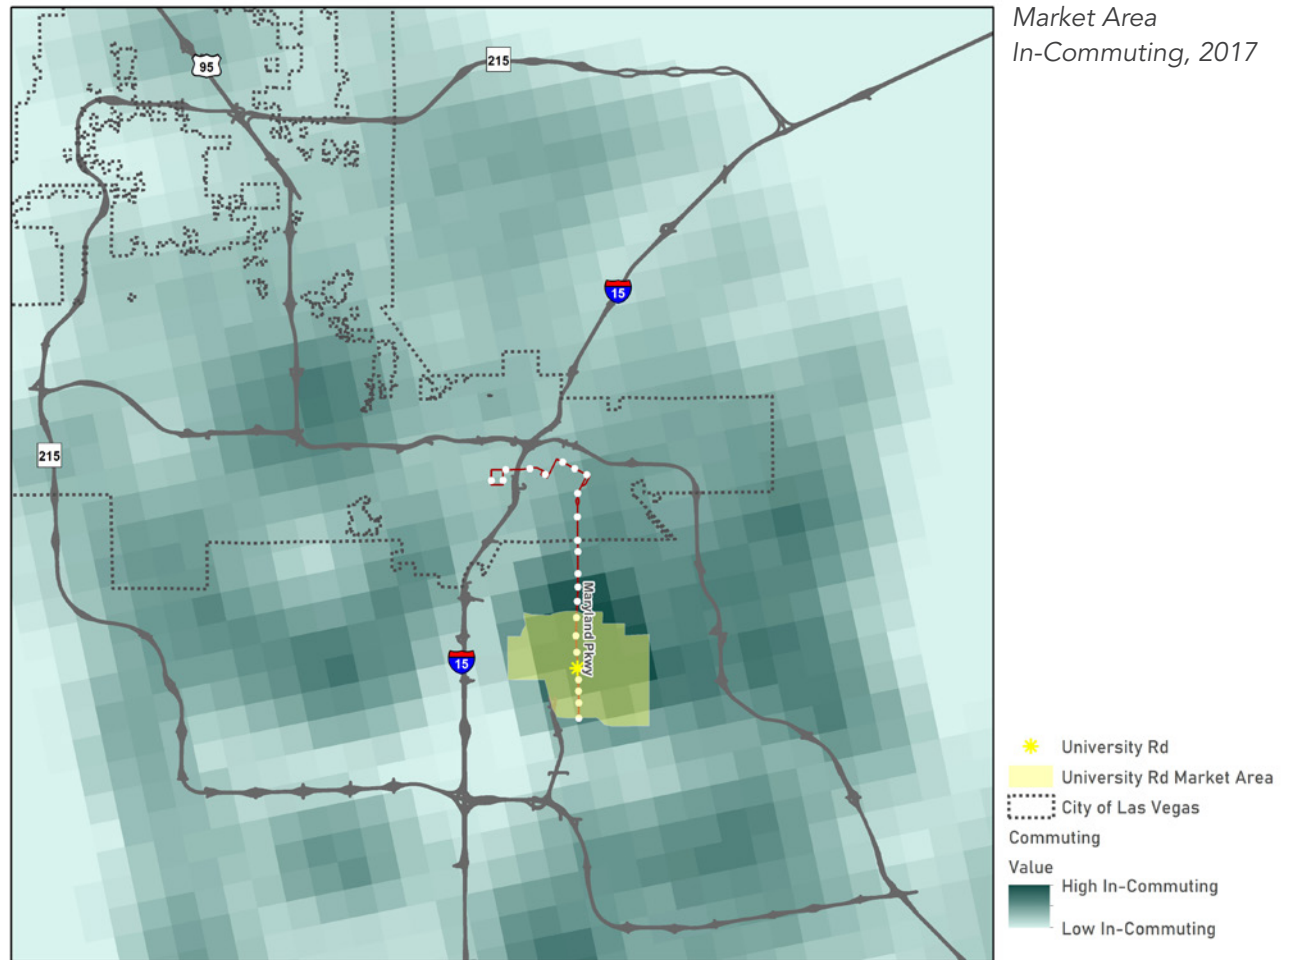 Market Area
In-Commuting, 2017
95
215
15
215
Maryland Pkwy
15
University Rd
University Rd Market Area
City of Las Vegas
Commuting
Value
High In-Commuting
Low In-Commuting